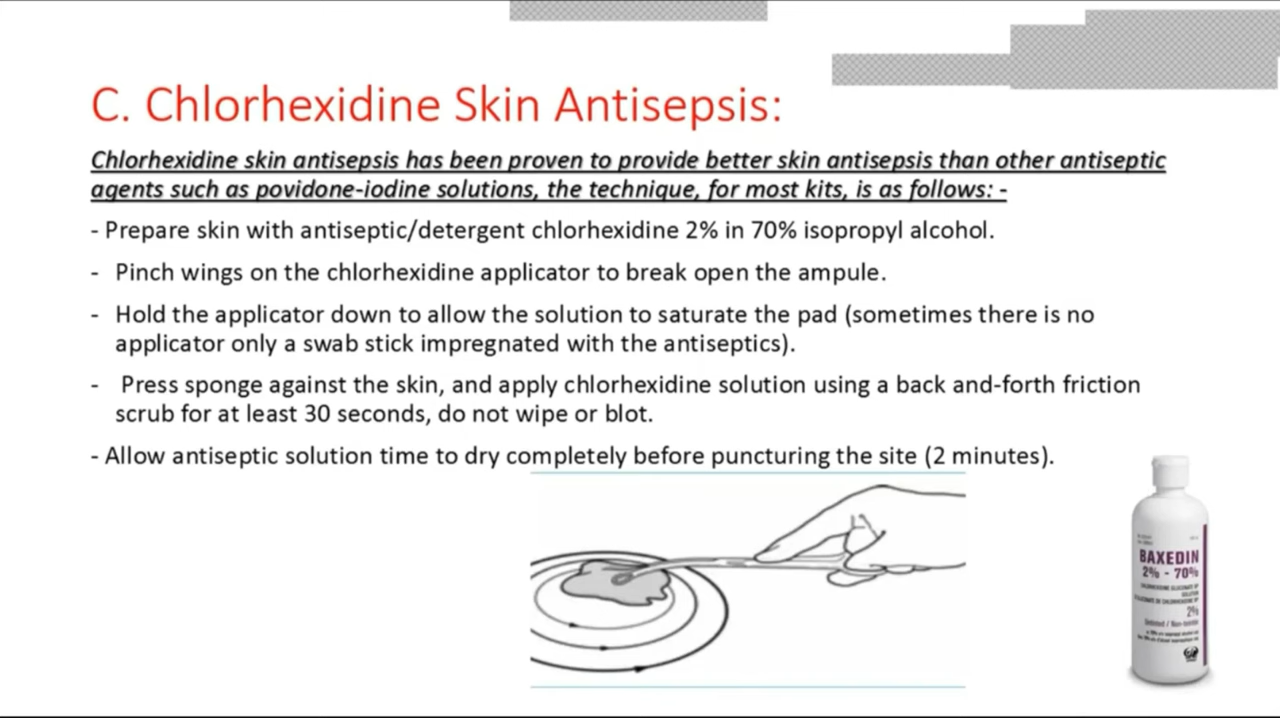 C. Chlorhexidine Skin Antisepsis:
Chlorhexidine skin antisepsis has been proven to provide better skin antisepsis than other antiseptic
agents such as povidone-iodine solutions, the technique, for most kits, is as follows: -
- Prepare skin with antiseptic/detergent chlorhexidine 2% in 70% isopropyl alcohol.
- Pinch wings on the chlorhexidine applicator to break open the ampule.
- Hold the applicator down to allow the solution to saturate the pad (sometimes there is no
applicator only a swab stick impregnated with the antiseptics).
- Press sponge against the skin, and apply chlorhexidine solution using a back and-forth friction
scrub for at least 30 seconds, do not wipe or blot.
- Allow antiseptic solution time to dry completely before puncturing the site (2 minutes).
BAXEDIN
2% - 70%
2%